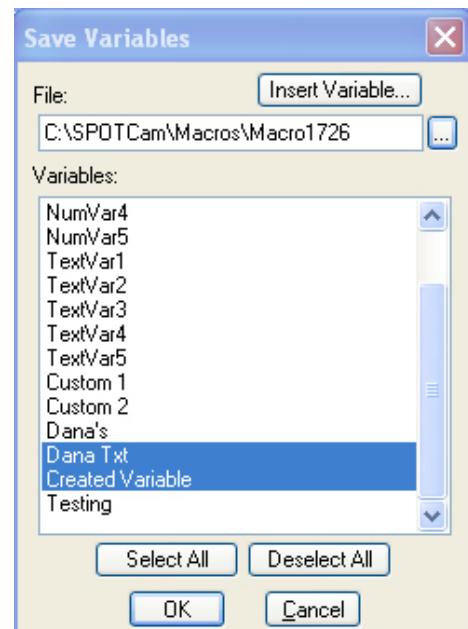 Save Variables
File:
Insert Variable...
C:\SPOTCam\Macros\Macro1726
...
Variables:
NumVar4
NumVar5
TextVar1
TextVar2
TextVar3
TextVar4
TextVar5
Custom 1
Custom 2
Dana's
Dana Txt
Created Variable
Testing
Select All
Deselect All
OK
Cancel